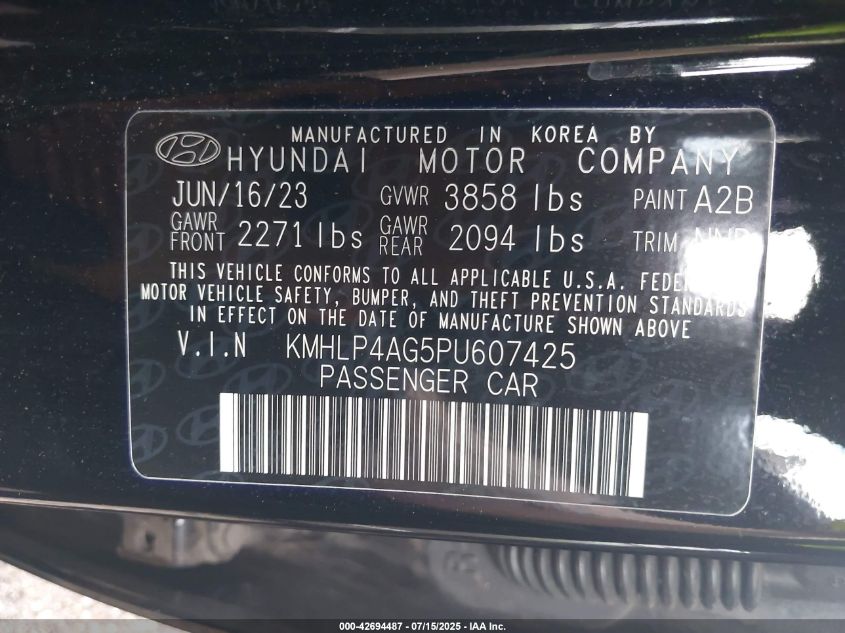 MANUFACTURED IN KOREA BY
HYUNDAI MOTOR COMPANY
JUN/16/23 GVWR 3858 lbs PAINT A2B
GAWR FRONT 2271 lbs GAWR REAR 2094 lbs TRIM
THIS VEHICLE CONFORMS TO ALL APPLICABLE U.S.A.
MOTOR VEHICLE SAFETY, BUMPER, AND THEFT PREVENTION STANDARDS
IN EFFECT ON THE DATE OF MANUFACTURE SHOWN ABOVE
V.I.N KMHLP4AG5PU607425
PASSENGER CAR
000-42694487 - 07/15/2025 - IAA Inc.